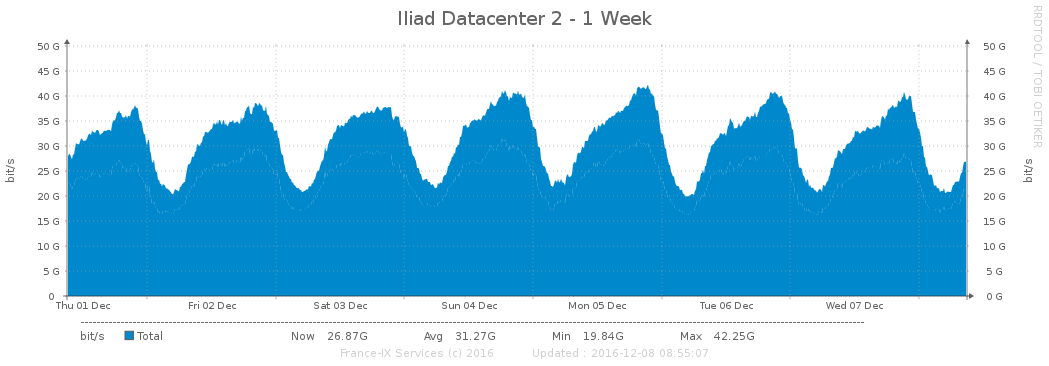 Iliad Datacenter 2 - 1 Week
RRDTOOL / TOBI OETIKER
bit/s
50 G 50 G
45 G 45 G
40 G 40 G
35 G 35 G
30 G 30 G
25 G 25 G
20 G 20 G
15 G 15 G
10 G 10 G
5 G 5 G
0 0 G
bit/s
Thu 01 Dec Fri 02 Dec Sat 03 Dec Sun 04 Dec Mon 05 Dec Tue 06 Dec Wed 07 Dec
bit/s Total Now 26.87G Avg 31.27G Min 19.84G Max 42.25G
France-IX Services (c) 2016 Updated : 2016-12-08 08:55:07